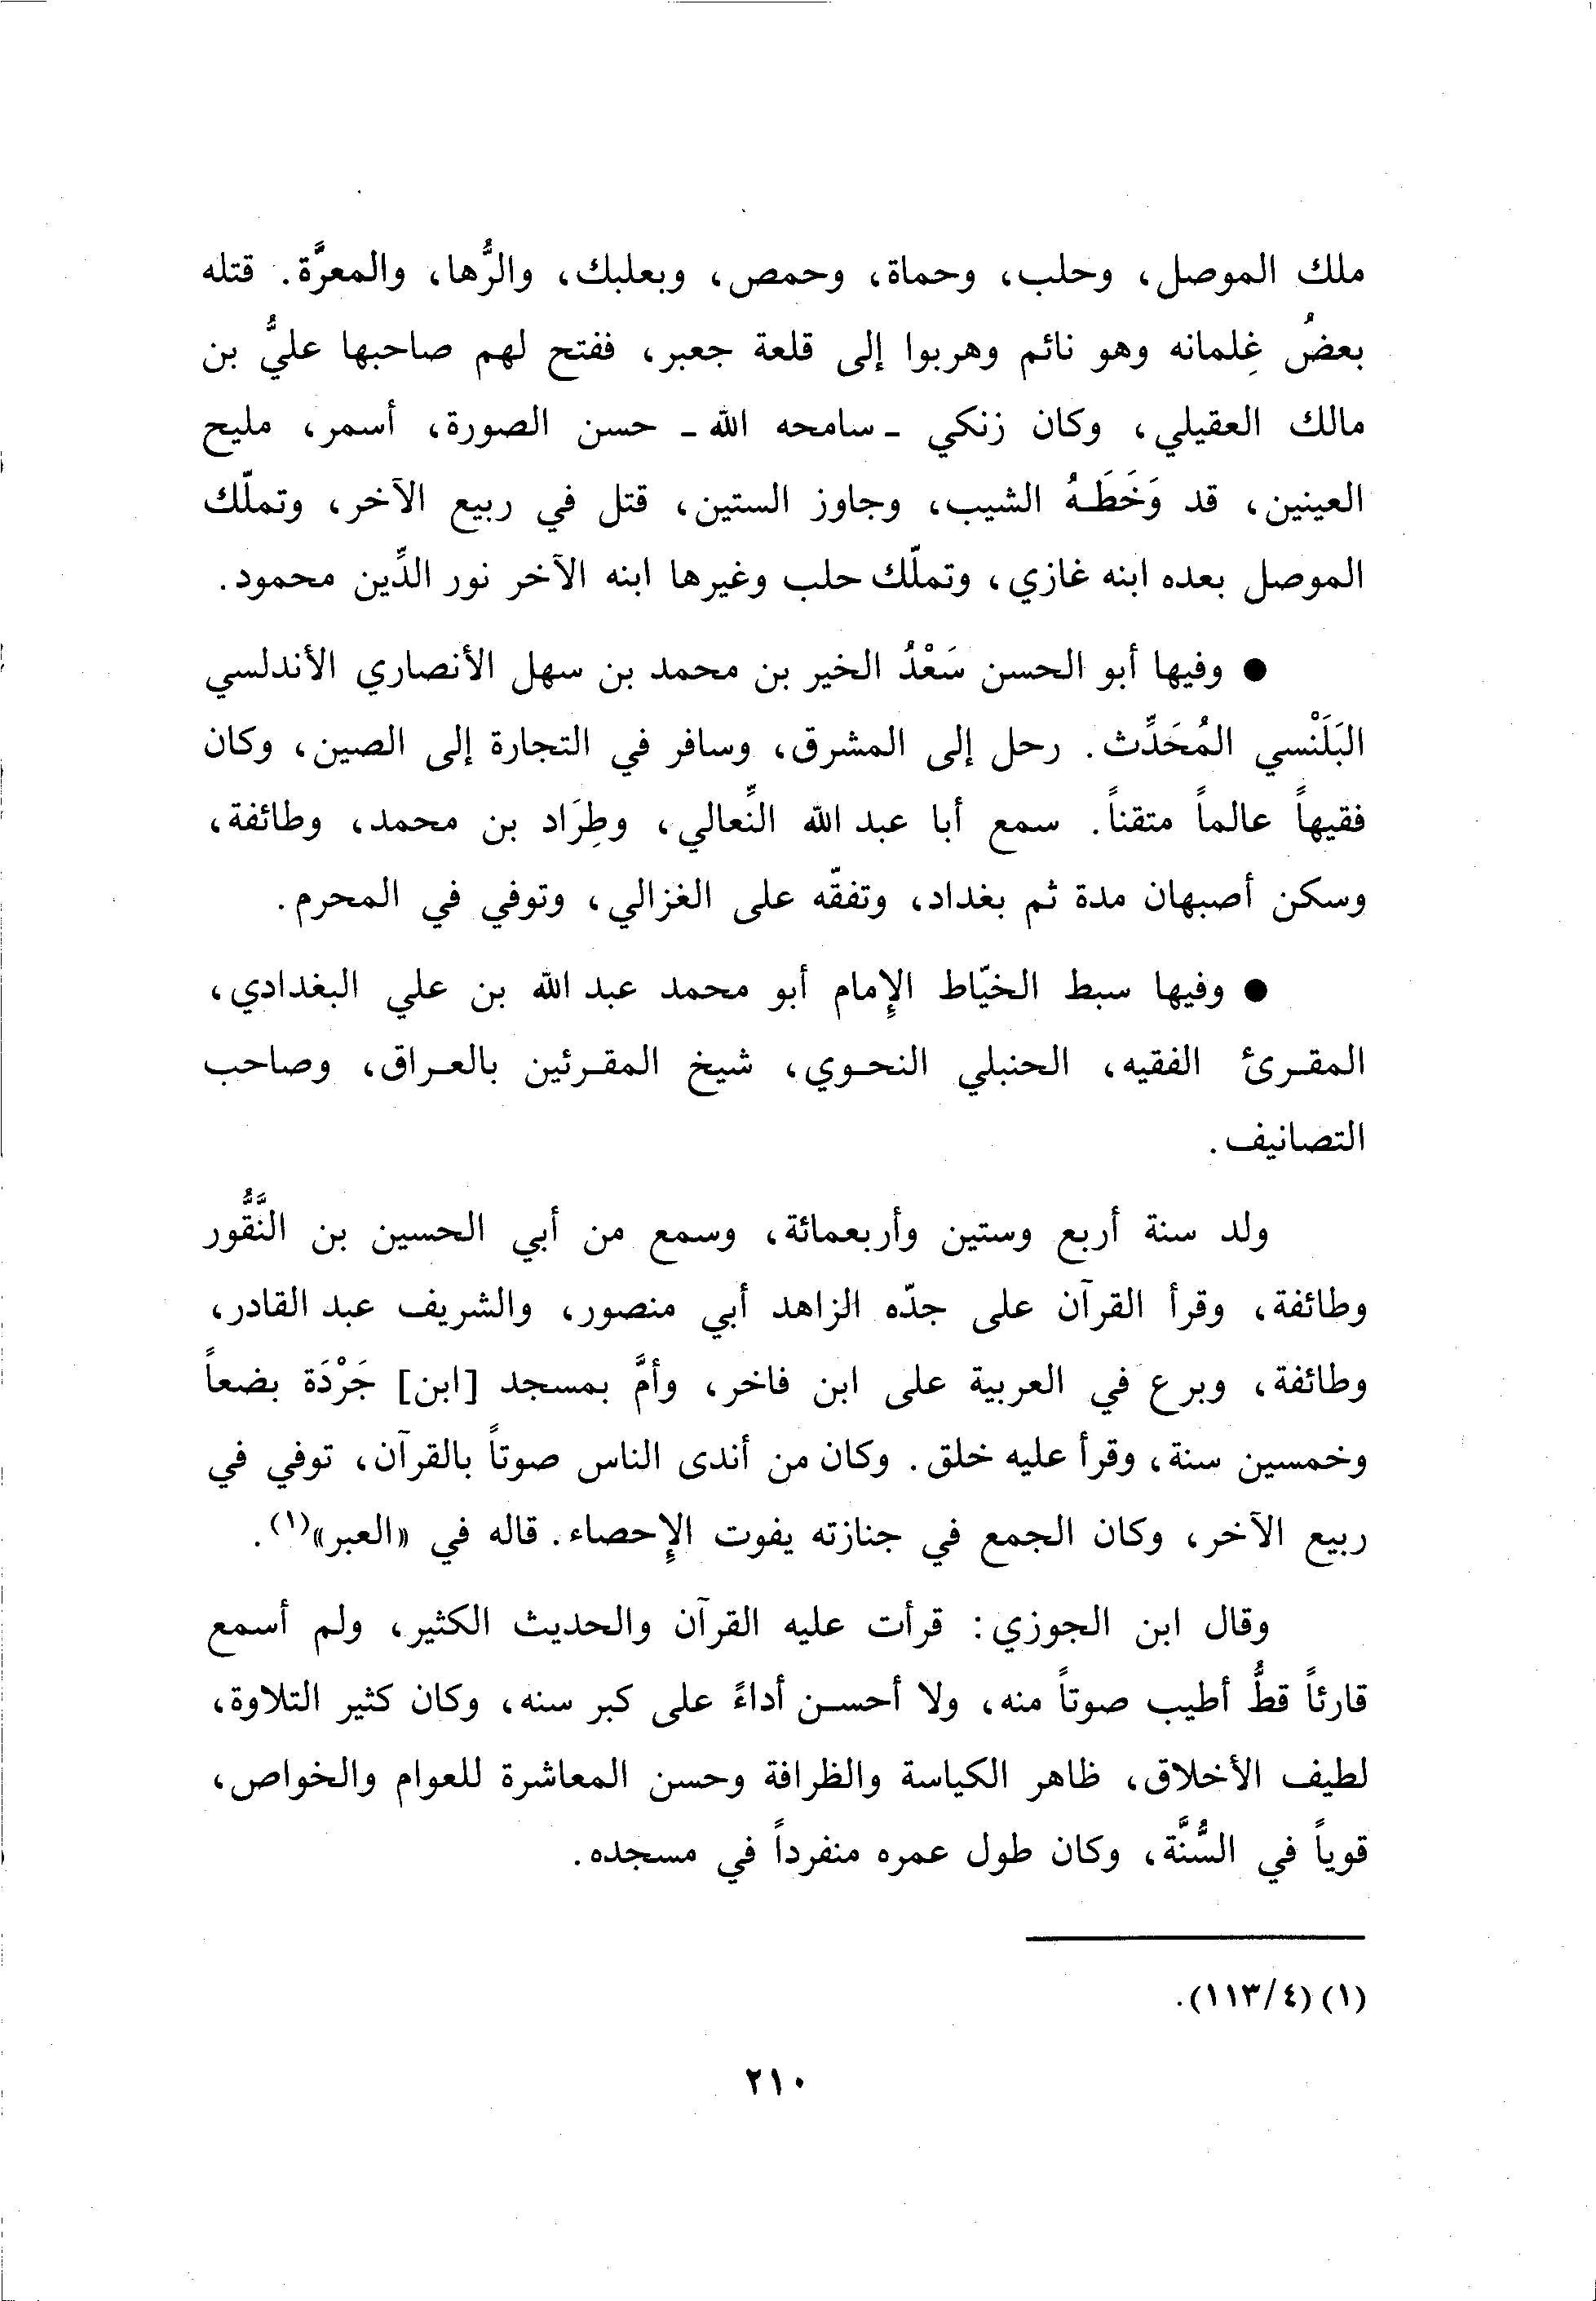 ملك الموصل، وحلب، وحماة، وحمص، وبعلبك، والرُّها، والمعرَّة. قتله
بعضُ غِلمانه وهو نائم وهربوا إلى قلعة جعبر، ففتح لهم صاحبها عليُّ بن
مالك العقيلي، وكان زنكي ـ سامحه الله ـ حسن الصورة، أسمر، مليح
العينين، قد وَخَطَـهُ الشيب، وجاوز الستين، قتل في ربيع الآخر، وتملّك
الموصل بعده ابنه غازي، وتملّك حلب وغيرها ابنه الآخر نور الدِّين محمود.
● وفيها أبو الحسن سَعْدُ الخير بن محمد بن سهل الأنصاري الأندلسي
البَلَنْسي المُحَدِّث. رحل إلى المشرق، وسافر في التجارة إلى الصين، وكان
فقيهاً عالماً متقناً. سمع أبا عبد الله النِّعالي، وطِرَاد بن محمد، وطائفة،
وسكن أصبهان مدة ثم بغداد، وتفقّه على الغزالي، وتوفي في المحرم.
● وفيها سبط الخيّاط الإمام أبو محمد عبد الله بن علي البغدادي،
المقـرئ الفقيه، الحنبلي النحـوي، شيخ المقـرئين بالعـراق، وصاحب
التصانيف.
ولد سنة أربع وستين وأربعمائة، وسمع من أبي الحسين بن النَّقُّور
وطائفة، وقرأ القرآن على جدّه الزاهد أبي منصور، والشريف عبد القادر،
وطائفة، وبرع في العربية على ابن فاخر، وأمَّ بمسجد [ابن] جَرْدَة بضعاً
وخمسين سنة، وقرأ عليه خلق. وكان من أندى الناس صوتاً بالقرآن، توفي في
ربيع الآخر، وكان الجمع في جنازته يفوت الإحصاء. قاله في «العبر»(١).
وقال ابن الجوزي: قرأت عليه القرآن والحديث الكثير، ولم أسمع
قارئاً قطُّ أطيب صوتاً منه، ولا أحسـن أداءً على كبر سنه، وكان كثير التلاوة،
لطيف الأخلاق، ظاهر الكياسة والظرافة وحسن المعاشرة للعوام والخواص،
قوياً في السُّنَّة، وكان طول عمره منفرداً في مسجده.
(١) (٤/١١٣).
٢١٠